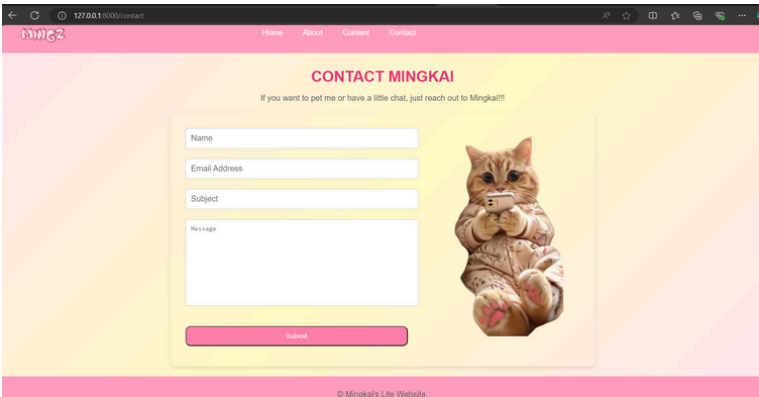 127.0.0.1:8000/contact
MINGZ
Home About Content Contact
CONTACT MINGKAI
If you want to pet me or have a little chat, just reach out to Mingkai!!!
Name
Email Address
Subject
Message
Submit
© Mingkai's Life Website.